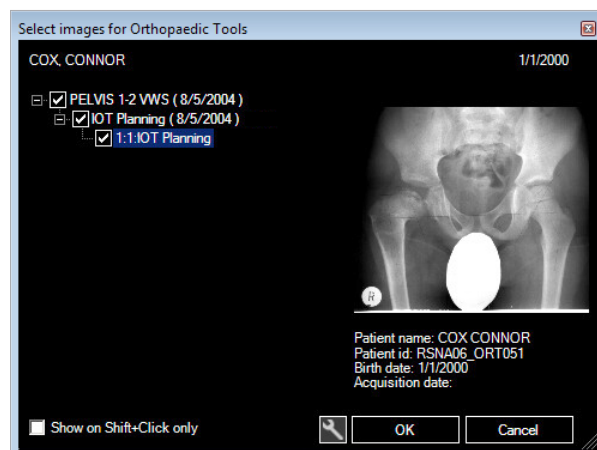 Select images for Orthopaedic Tools
COX, CONNOR
1/1/2000
PELVIS 1-2 VWS ( 8/5/2004 )
IOT Planning ( 8/5/2004 )
1:1:IOT Planning
R
Patient name: COX CONNOR
Patient id: RSNA06_ORT051
Birth date: 1/1/2000
Acquisition date:
Show on Shift+Click only
OK
Cancel